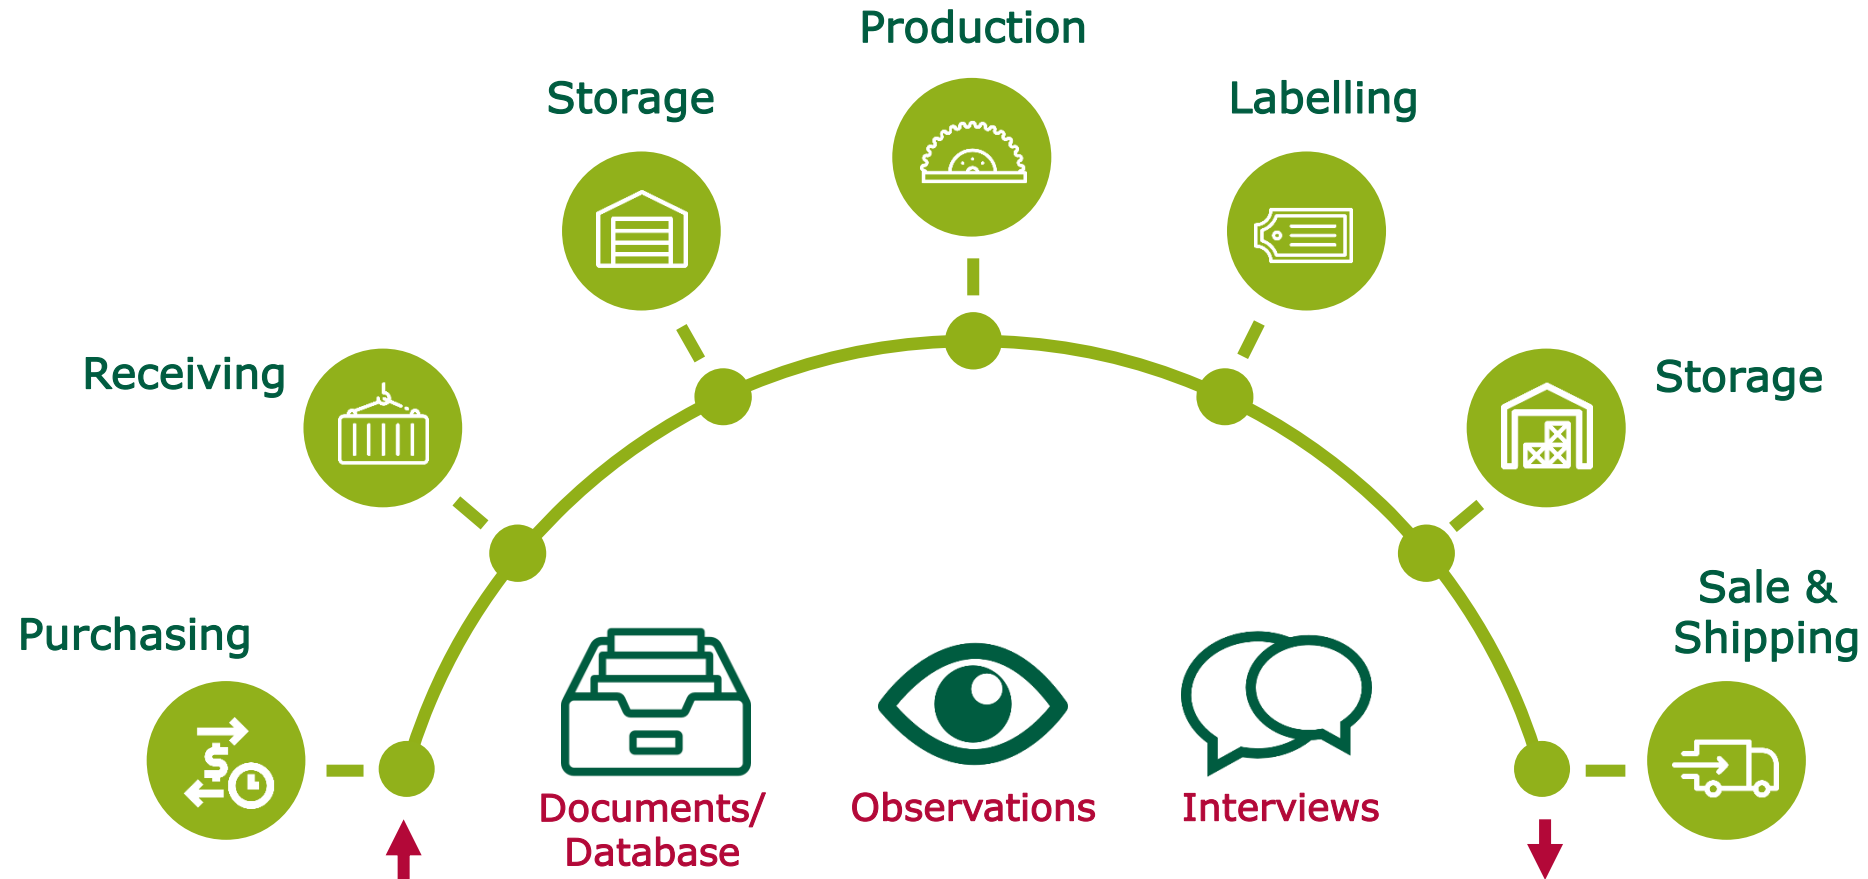 Production
Storage
Labelling
Receiving
Storage
Purchasing
Sale &
Shipping
$
Documents/
Database
Observations
Interviews